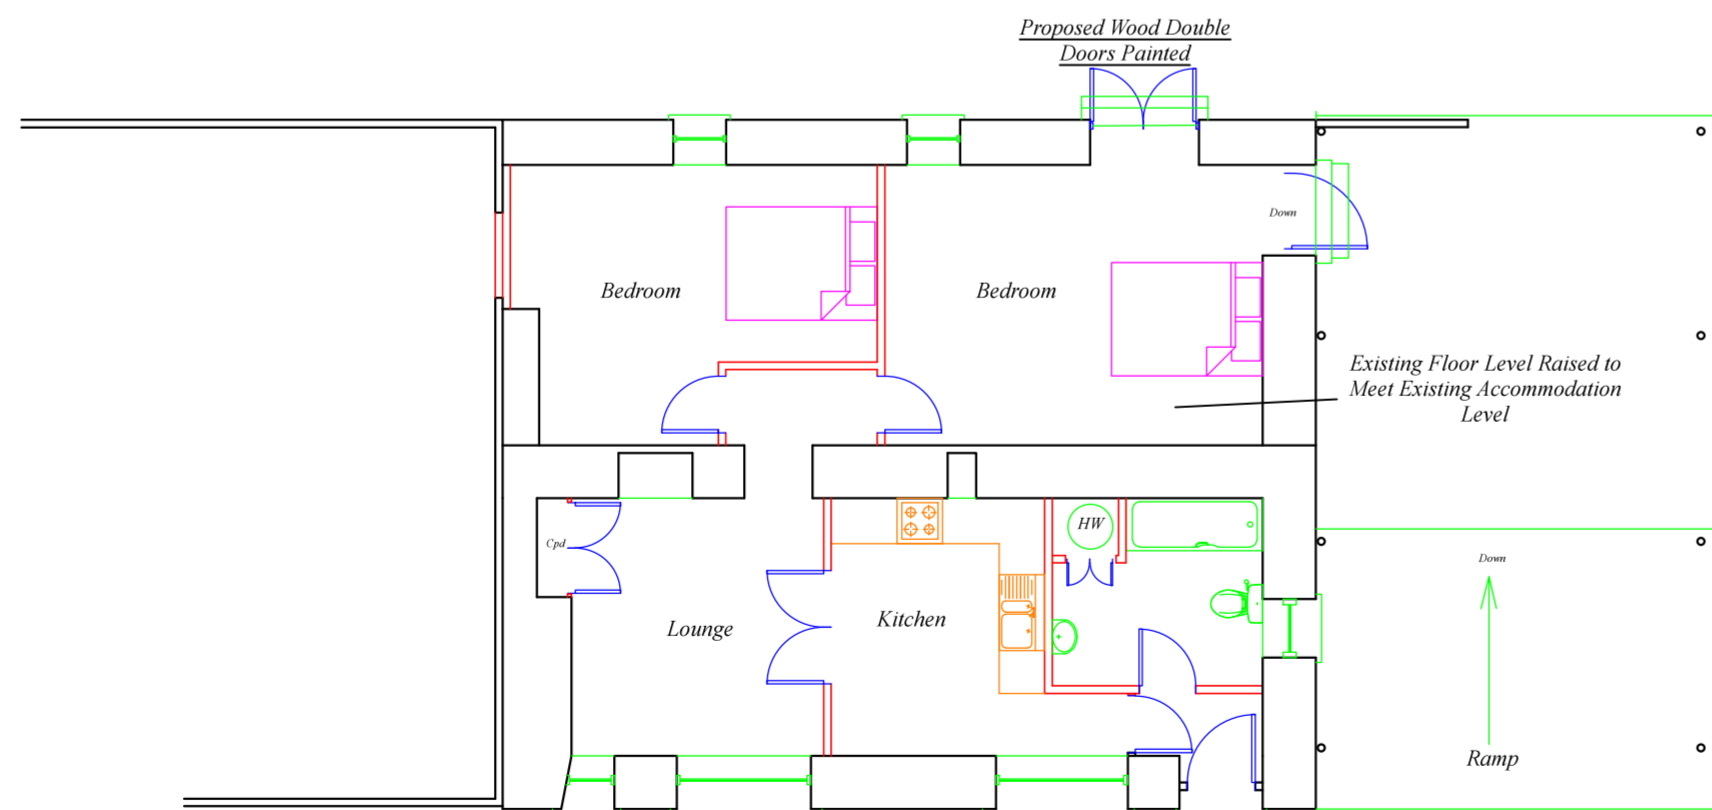 Proposed Wood Double
Doors Painted
Down
Bedroom
Bedroom
Existing Floor Level Raised to
Meet Existing Accommodation
Level
HW
Cpd
Down
Kitchen
Lounge
Ramp